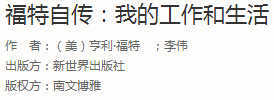 福特自传：我的工作和生活
作　者：（美）亨利·福特　；李伟
出版方：新世界出版社
版权方：南文博雅